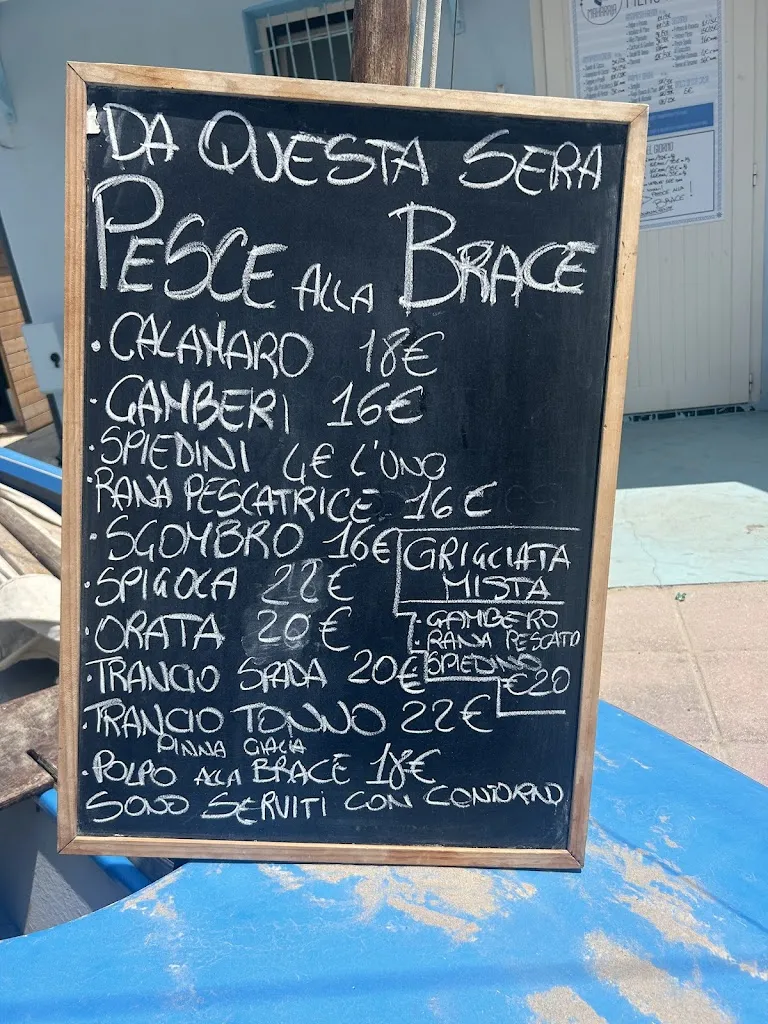 DA QUESTA SERA
PESCE ALLA BRACE
• CALAMARO 18€
• GAMBERI 16€
• SPIEDINI 4€ L'UNO
• RANA PESCATRICE 16€
• SGOMBRO 16€
• SPIGOLA 22€
• ORATA 20€
• TRANCIO SPADA 20€
• TRANCIO TONNO 22€
PINNA GIALLA
• POLPO ALLA BRACE 18€
SONO SERVITI CON CONTORNO
GRIGLIATA
MISTA
• GAMBERO
• RANA PESCATO
• SPIEDINO
€20